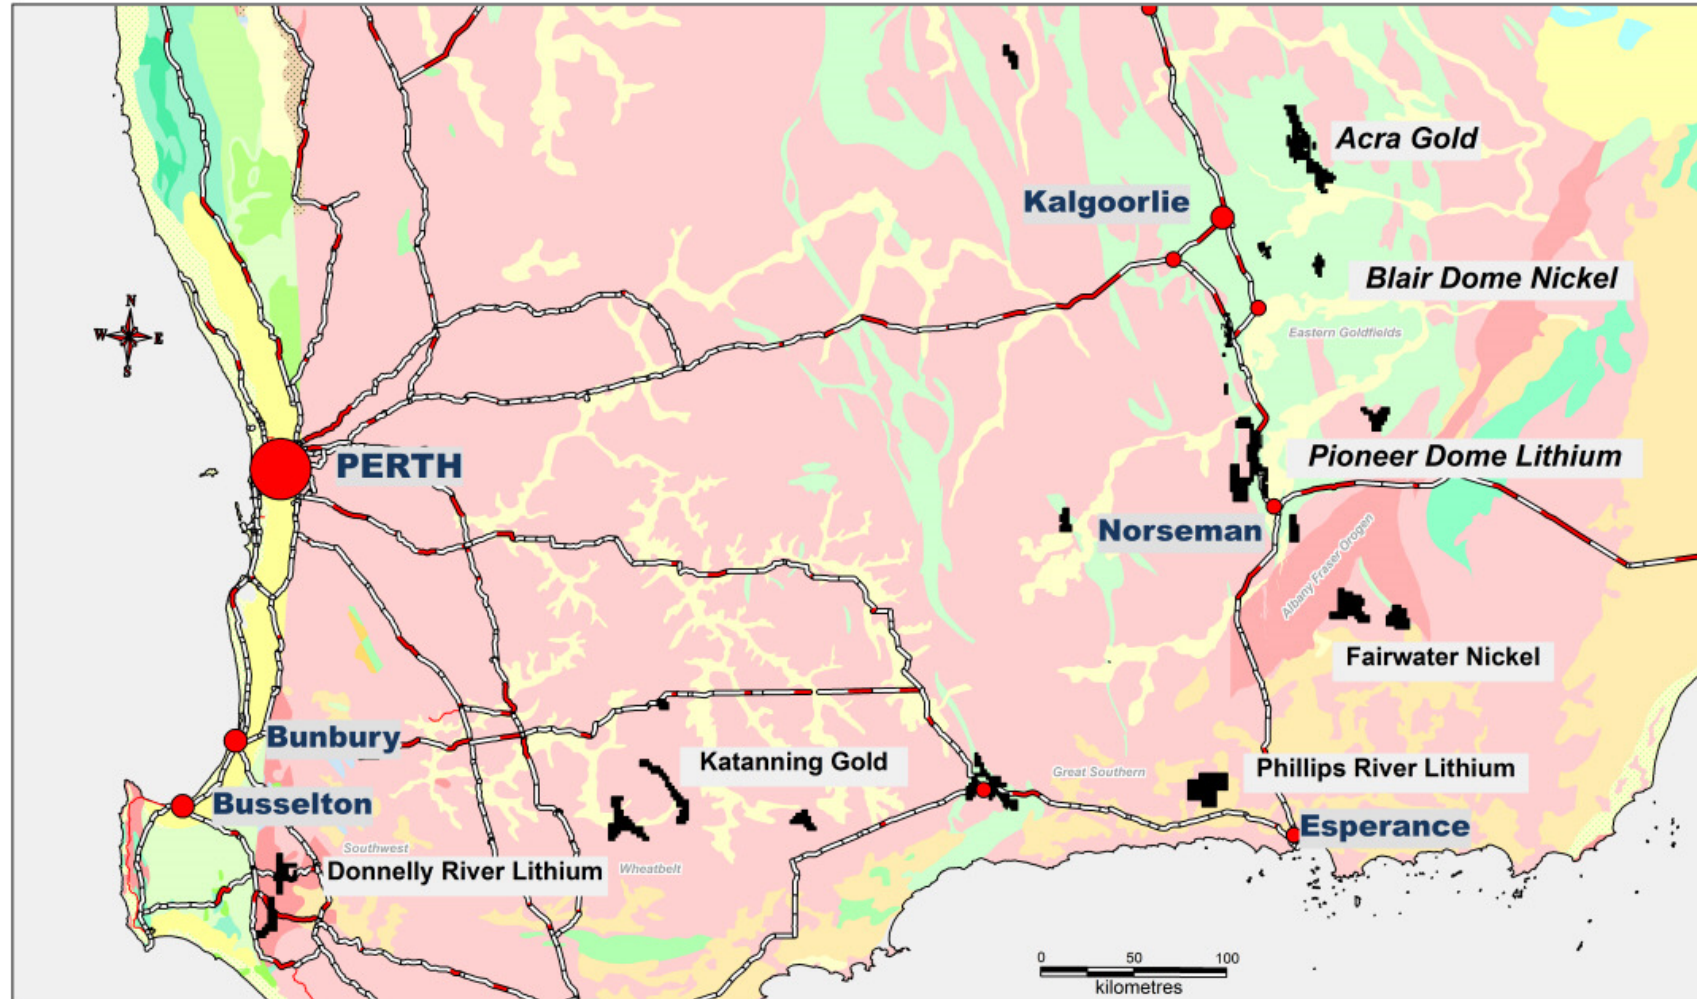 Acra Gold
Kalgoorlie
Blair Dome Nickel
N
W E
S
Eastern Goldfields
PERTH
Pioneer Dome Lithium
Norseman
Albany Fraser Orogen
Fairwater Nickel
Bunbury
Katanning Gold
Great Southern
Phillips River Lithium
Busselton
Esperance
Southwest
Donnelly River Lithium
Wheatbelt
0 50 100
kilometres